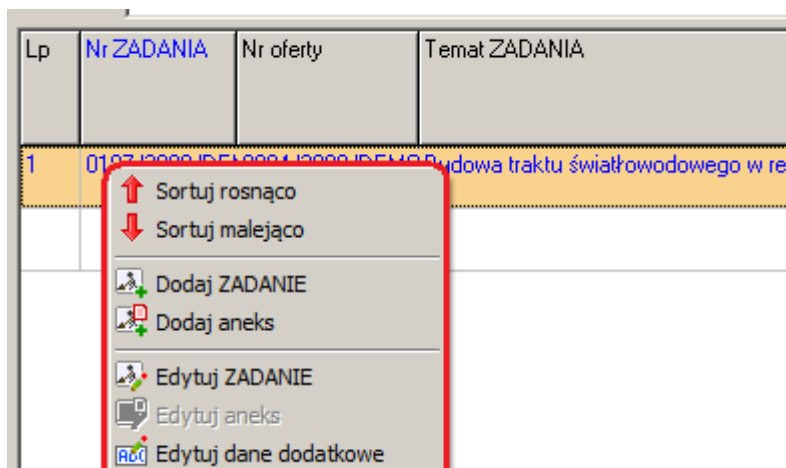 Lp Nr ZADANIA Nr oferty Temat ZADANIA
1 Budowa traktu światłowodowego w re
Sortuj rosnąco
Sortuj malejąco
Dodaj ZADANIE
Dodaj aneks
Edytuj ZADANIE
Edytuj aneks
Edytuj dane dodatkowe